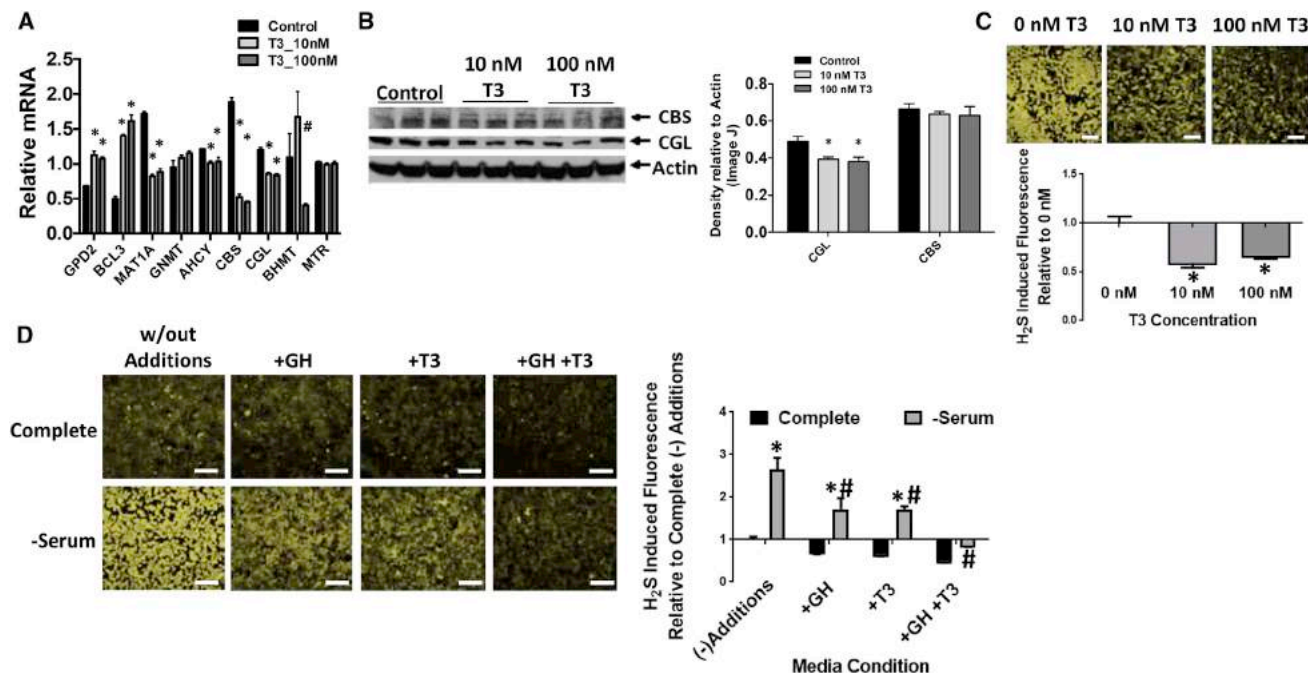 A
Control
T3_10nM
T3_100nM
Relative mRNA
2.5
2.0
1.5
1.0
0.5
0.0
* * * * * * * * * * * * #
GPD2
BCL3
MAT1A
GNMT
AHCY
CBS
CGL
BHMT
MTR
B
Control
10 nM
T3
100 nM
T3
CBS
CGL
Actin
Control
10 nM T3
100 nM T3
Density relative to Actin
(Image J)
0.8
0.6
0.4
0.2
0.0
* *
CGL
CBS
C
0 nM T3
10 nM T3
100 nM T3
H2S Induced Fluorescence
Relative to 0 nM
1.5
1.0
0.5
1.0
* *
0 nM
10 nM
100 nM
T3 Concentration
D
w/out
Additions
+GH
+T3
+GH +T3
Complete
-Serum
H2S Induced Fluorescence
Relative to Complete (-) Additions
Complete
-Serum
4
3
2
1
0
*
*#
*#
#
(-)Additions
+GH
+T3
+GH +T3
Media Condition